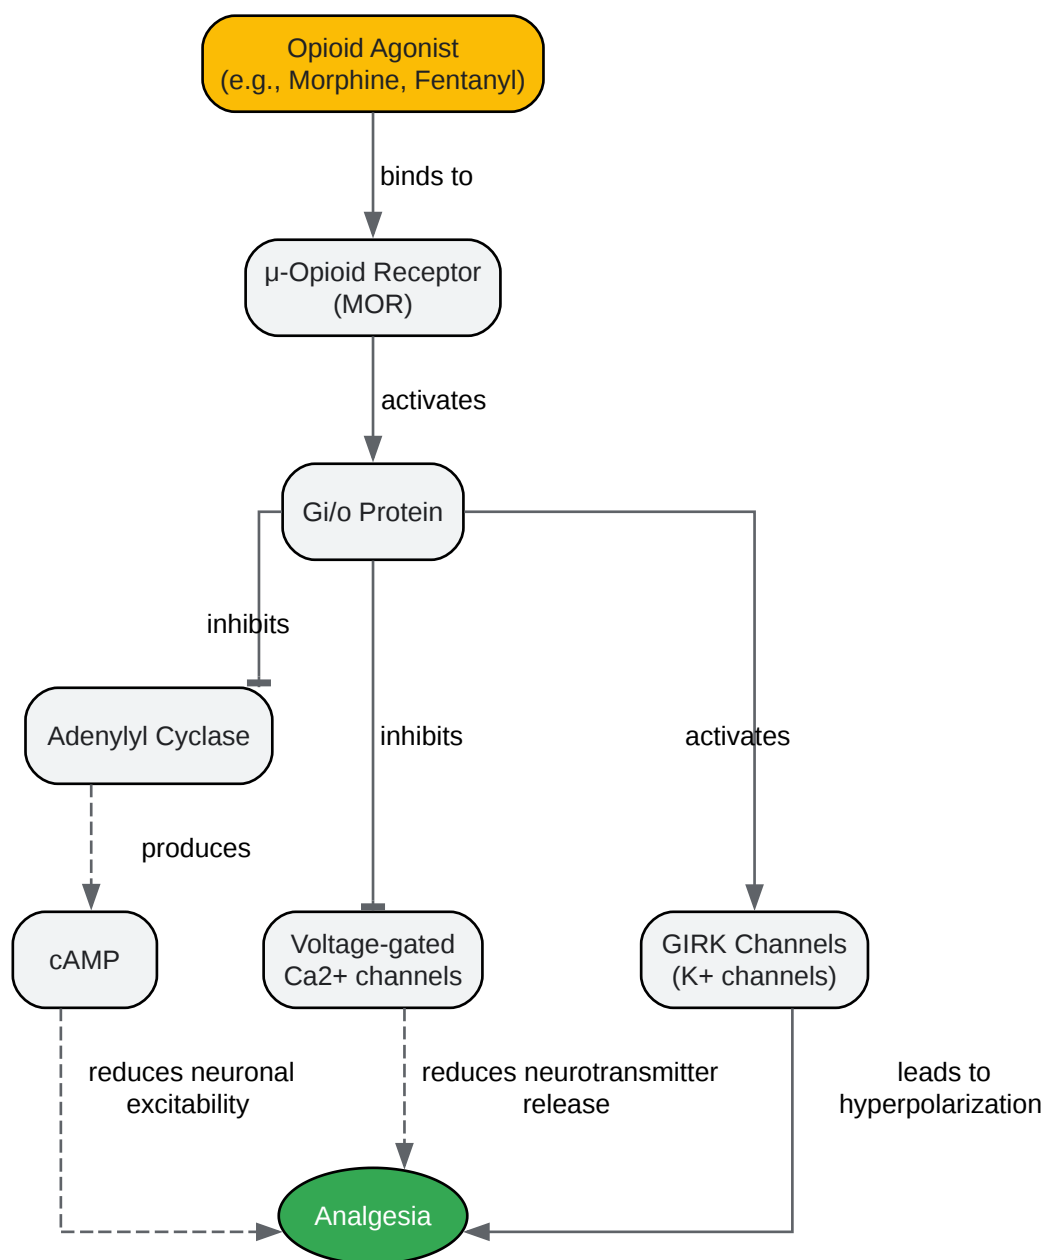 Opioid Agonist
(e.g., Morphine, Fentanyl)
binds to
μ-Opioid Receptor
(MOR)
activates
Gi/o Protein
inhibits
Adenylyl Cyclase
inhibits
activates
produces
cAMP
Voltage-gated
Ca2+ channels
GIRK Channels
(K+ channels)
reduces neuronal
excitability
reduces neurotransmitter
release
leads to
hyperpolarization
Analgesia